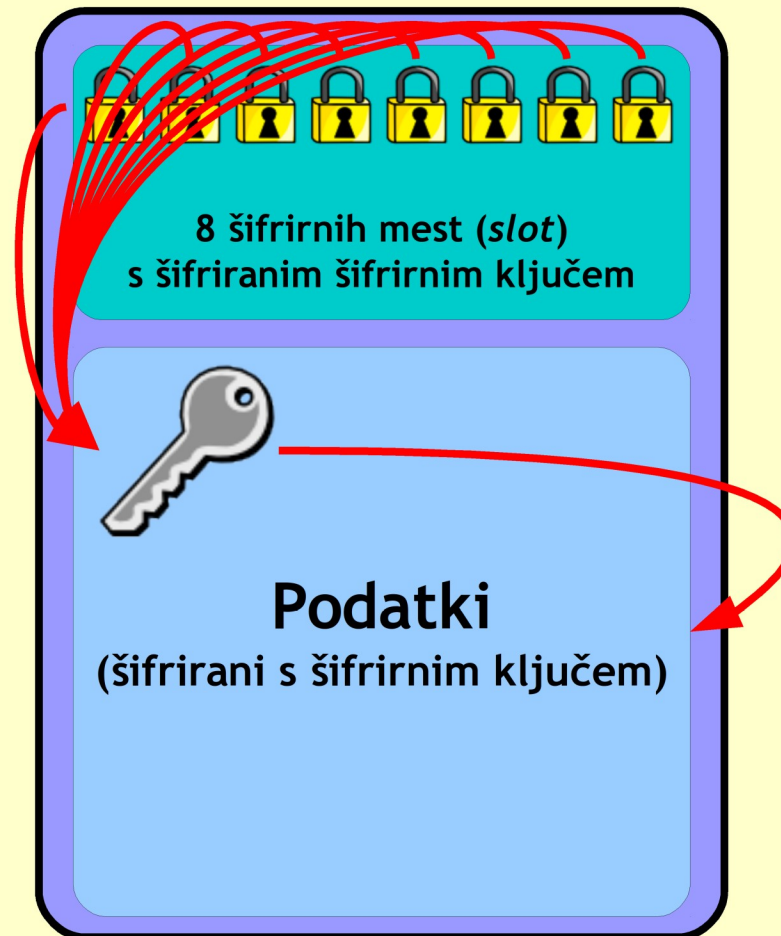 8 šifrirnih mest (slot)
s šifriranim šifrirnim ključem
Podatki
(šifrirani s šifrirnim ključem)